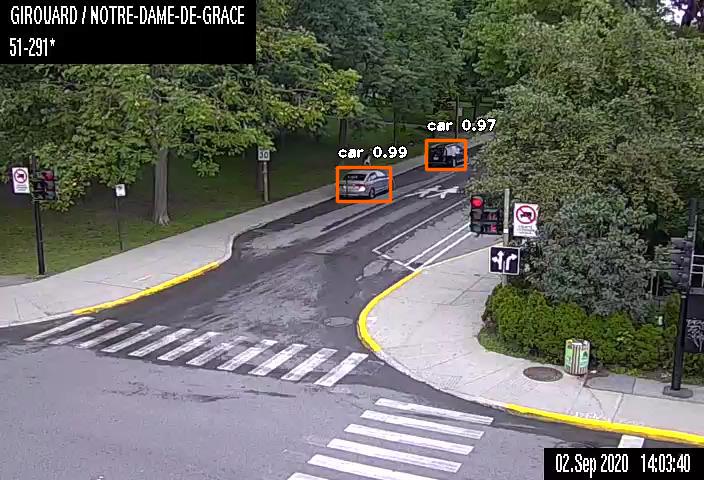 GIROUARD / NOTRE-DAME-DE-GRACE
51-291*
car 0.97
car 0.99
30
02.Sep 2020 14:03:40